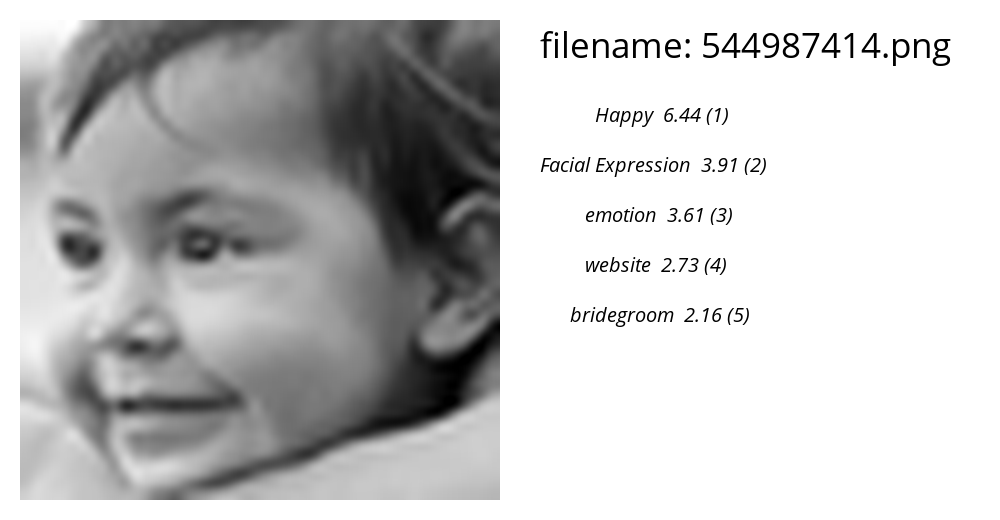 filename: 544987414.png
Happy 6.44 (1)
Facial Expression 3.91 (2)
emotion 3.61 (3)
website 2.73 (4)
bridegroom 2.16 (5)